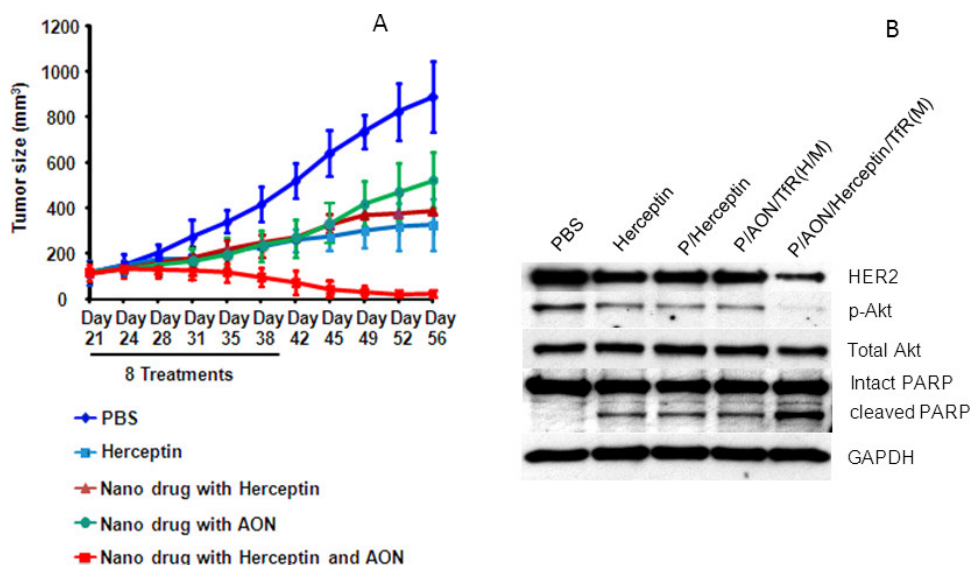 A
1200
1000
800
600
400
200
0
Tumor size (mm³)
Day Day Day Day Day Day Day Day Day Day Day
21 24 28 31 35 38 42 45 49 52 56
8 Treatments
PBS
Herceptin
Nano drug with Herceptin
Nano drug with AON
Nano drug with Herceptin and AON
B
PBS
Herceptin
P/Herceptin
P/AON/TfR(H/M)
P/AON/Herceptin/TfR(M)
HER2
p-Akt
Total Akt
Intact PARP
cleaved PARP
GAPDH